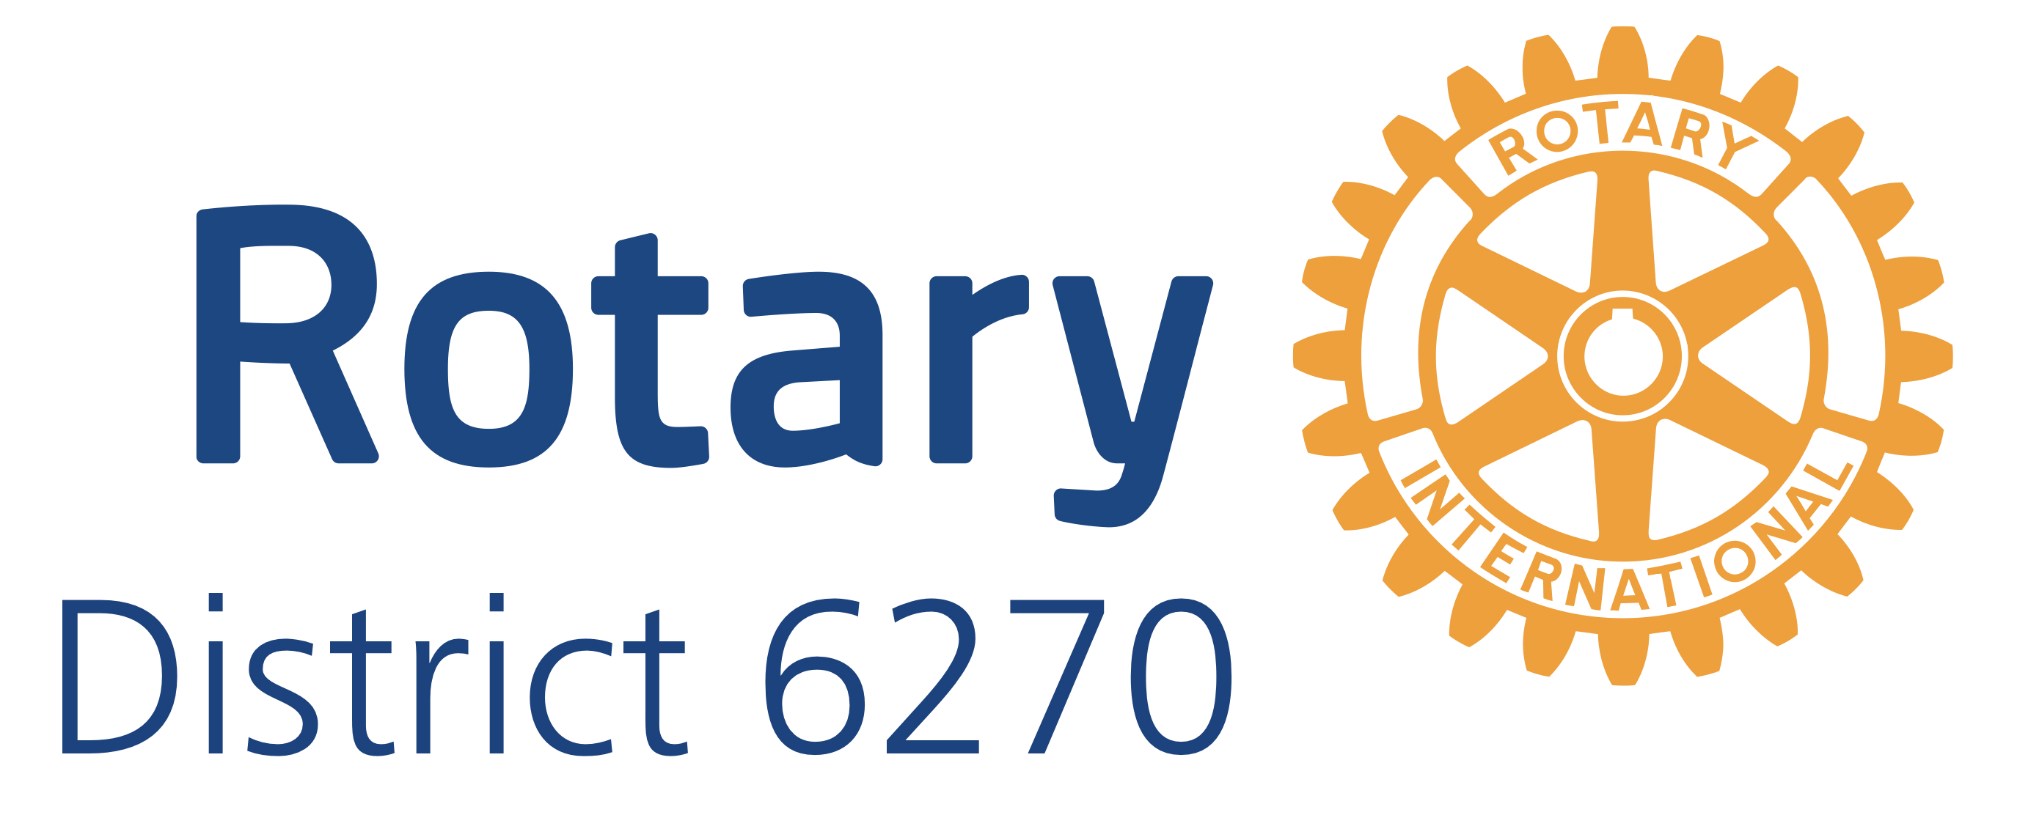 Rotary
District 6270
ROTARY
INTERNATIONAL